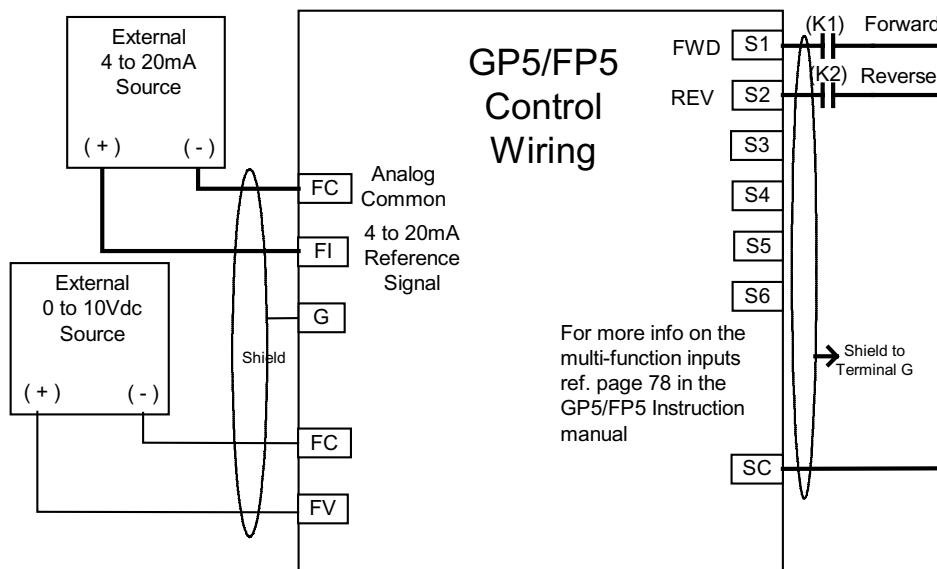 External
4 to 20mA
Source
( + ) ( - )
FC Analog
Common
FI 4 to 20mA
Reference
Signal
External
0 to 10Vdc
Source
( + ) ( - )
G
Shield
FC
FV
GP5/FP5
Control
Wiring
FWD S1 (K1) Forward
REV S2 (K2) Reverse
S3
S4
S5
S6
For more info on the
multi-function inputs
ref. page 78 in the
GP5/FP5 Instruction
manual
Shield to
Terminal G
SC